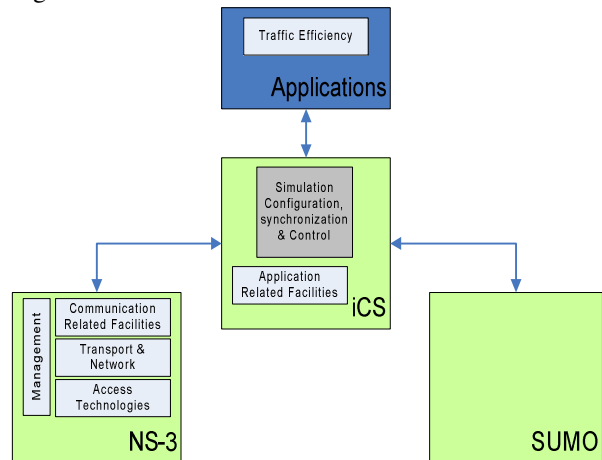 Traffic Efficiency
Applications
Simulation
Configuration,
synchronization
& Control
Application
Related Facilities
iCS
Management
Communication
Related Facilities
Transport &
Network
Access
Technologies
NS-3
SUMO